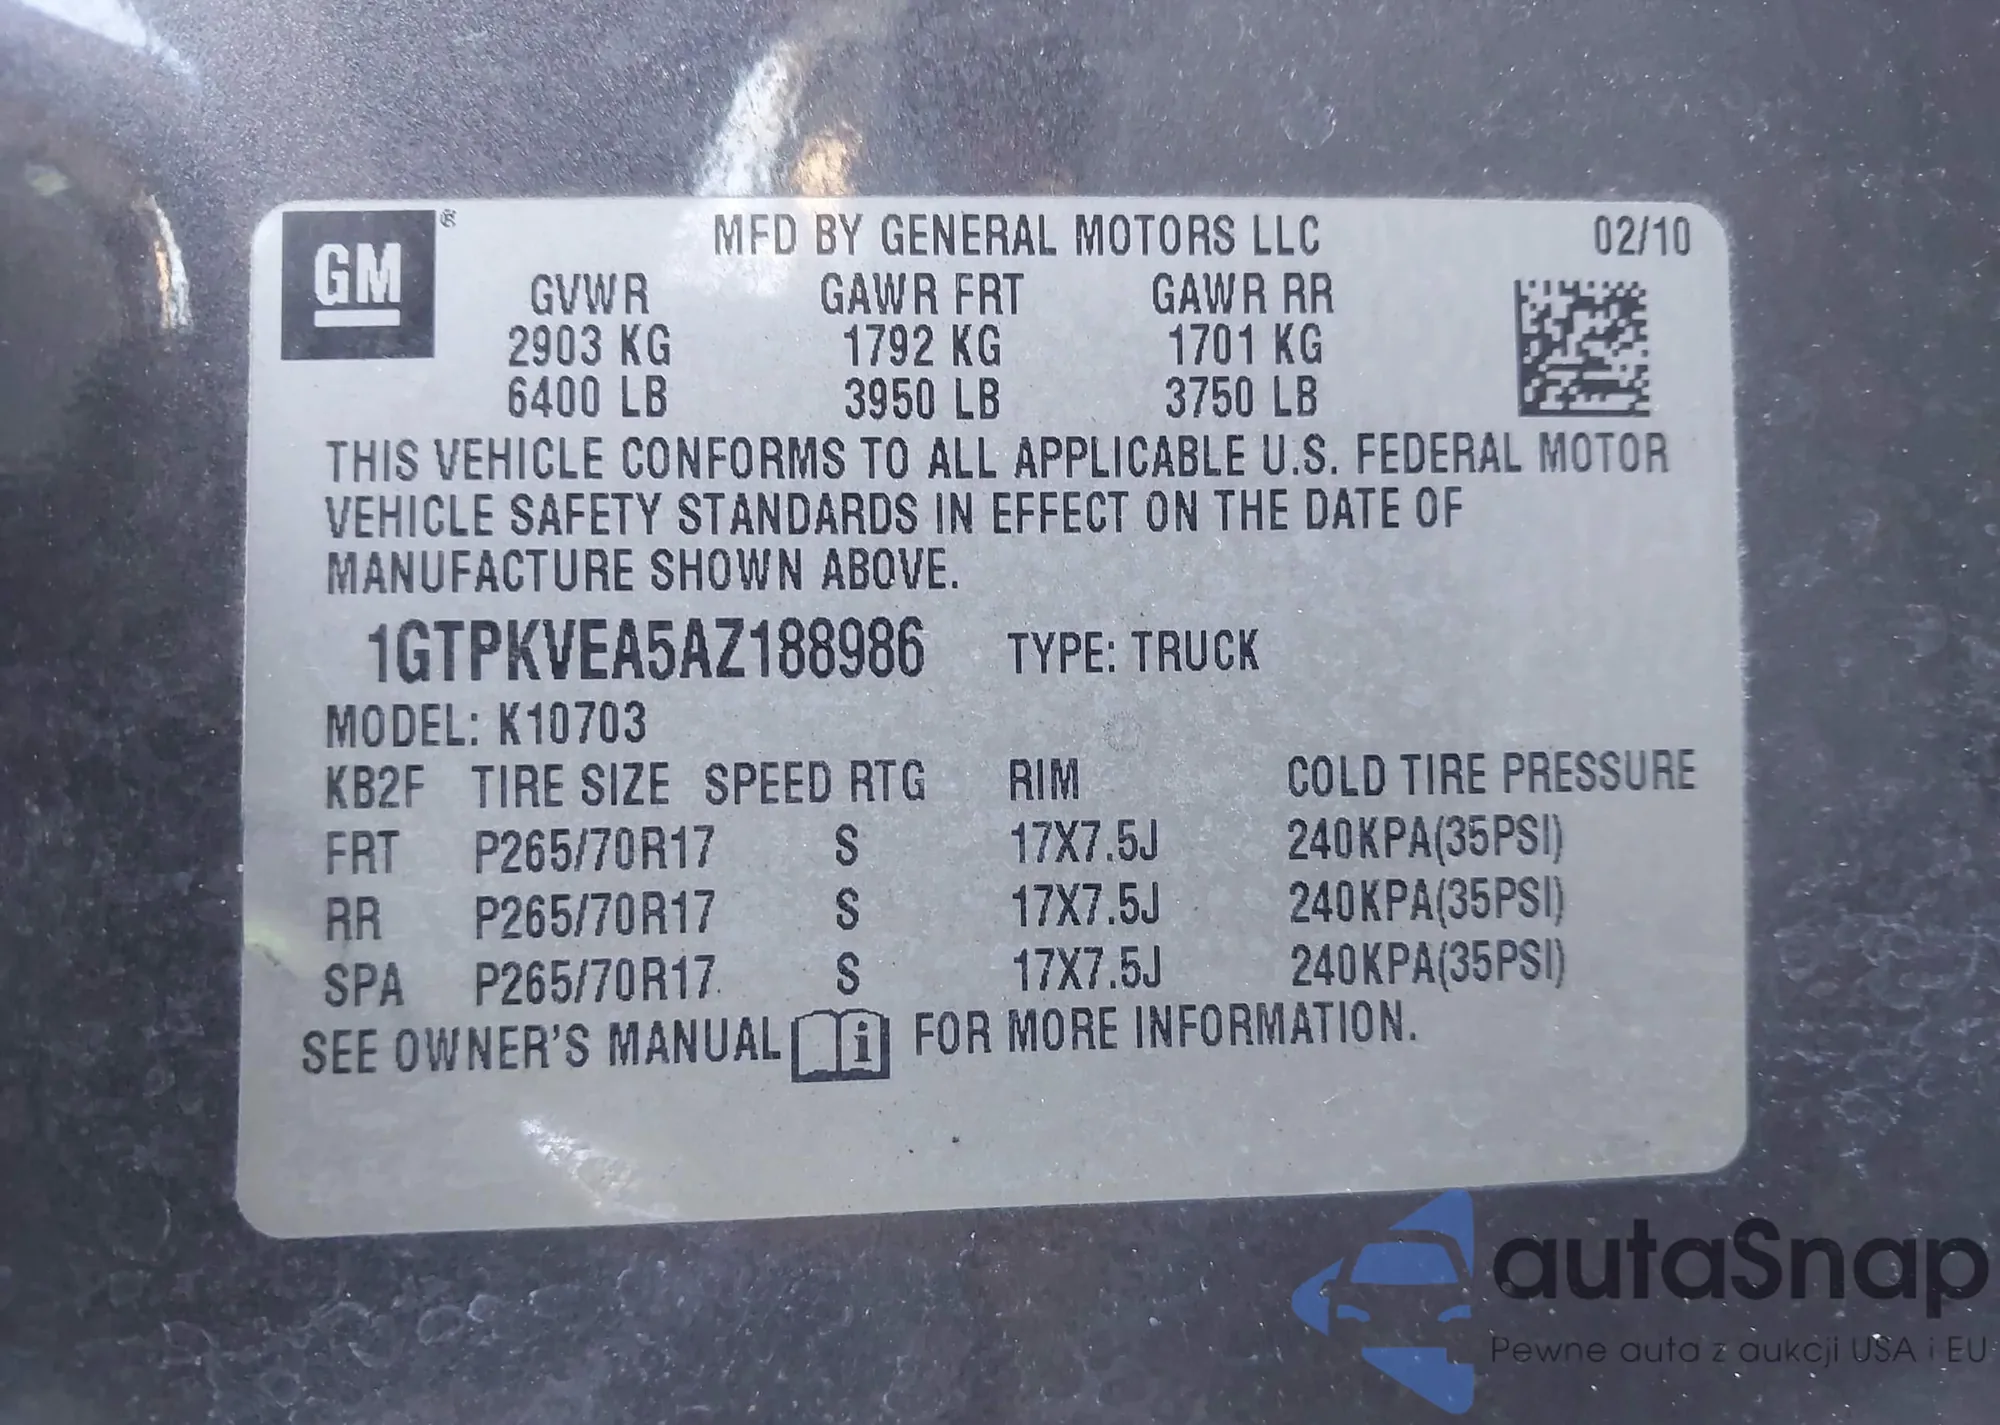 GM ®
MFD BY GENERAL MOTORS LLC 02/10
GVWR GAWR FRT GAWR RR
2903 KG 1792 KG 1701 KG
6400 LB 3950 LB 3750 LB
THIS VEHICLE CONFORMS TO ALL APPLICABLE U.S. FEDERAL MOTOR
VEHICLE SAFETY STANDARDS IN EFFECT ON THE DATE OF
MANUFACTURE SHOWN ABOVE.
1GTPKVEA5AZ188986 TYPE: TRUCK
MODEL: K10703
KB2F TIRE SIZE SPEED RTG RIM COLD TIRE PRESSURE
FRT P265/70R17 S 17X7.5J 240KPA(35PSI)
RR P265/70R17 S 17X7.5J 240KPA(35PSI)
SPA P265/70R17 S 17X7.5J 240KPA(35PSI)
SEE OWNER'S MANUAL i FOR MORE INFORMATION.
autaSnap
Pewne auta z aukcji USA i EU